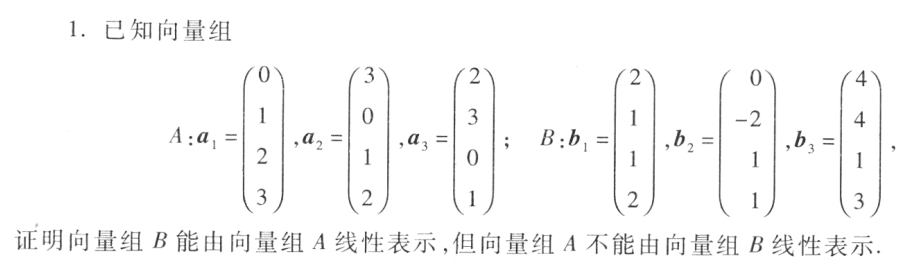 1. 已知向量组
A:a₁=(0 1 2 3),a₂=(3 0 1 2),a₃=(2 3 0 1); B:b₁=(2 1 1 2),b₂=(0 -2 1 1),b₃=(4 4 1 3),
证明向量组 B 能由向量组 A 线性表示,但向量组 A 不能由向量组 B 线性表示.